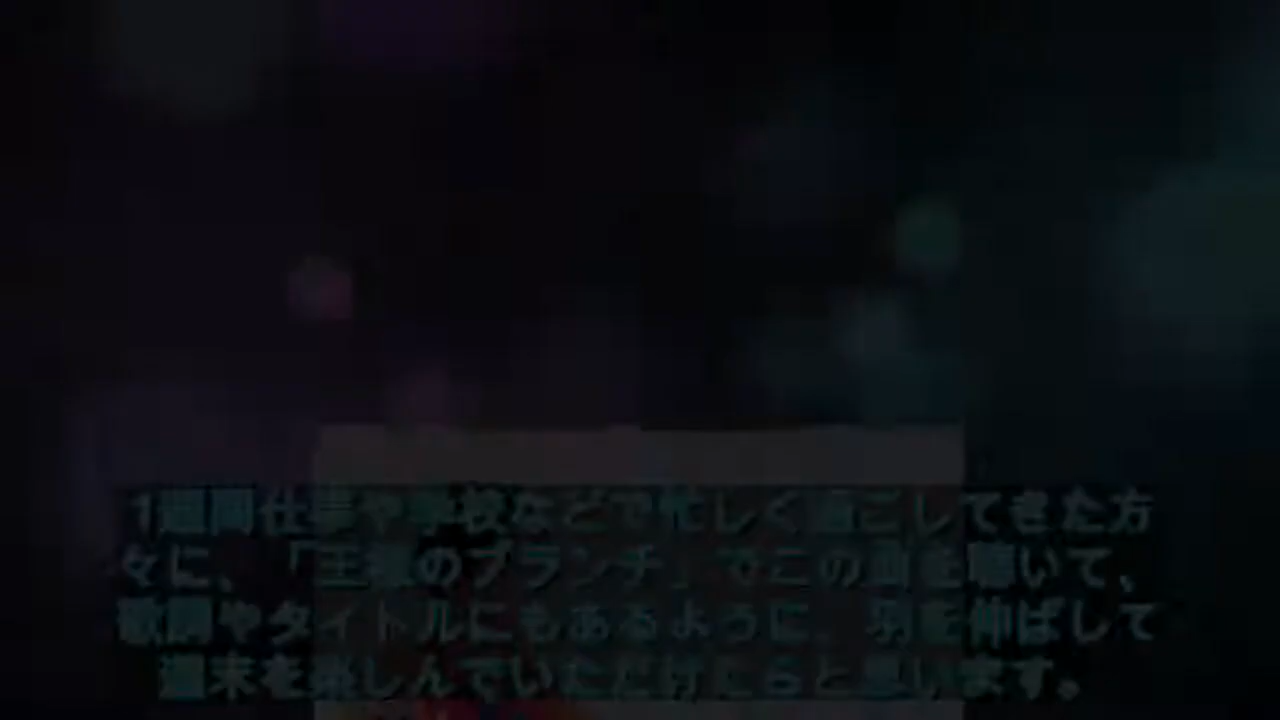 1週間仕事や学校などで忙しく過ごしてきた方
々に、「王様のブランチ」でこの曲を聴いて、
歌詞やタイトルにもあるように、羽を伸ばして
週末を楽しんでいただけたらと思います。